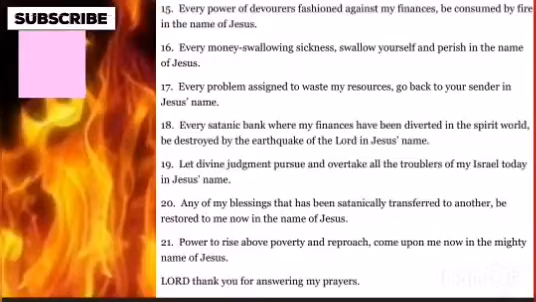 SUBSCRIBE
15. Every power of devourers fashioned against my finances, be consumed by fire
in the name of Jesus.
16. Every money-swallowing sickness, swallow yourself and perish in the name
of Jesus.
17. Every problem assigned to waste my resources, go back to your sender in
Jesus' name.
18. Every satanic bank where my finances have been diverted in the spirit world,
be destroyed by the earthquake of the Lord in Jesus' name.
19. Let divine judgment pursue and overtake all the troublers of my Israel today
in Jesus' name.
20. Any of my blessings that has been satanically transferred to another, be
restored to me now in the name of Jesus.
21. Power to rise above poverty and reproach, come upon me now in the mighty
name of Jesus.
LORD thank you for answering my prayers.